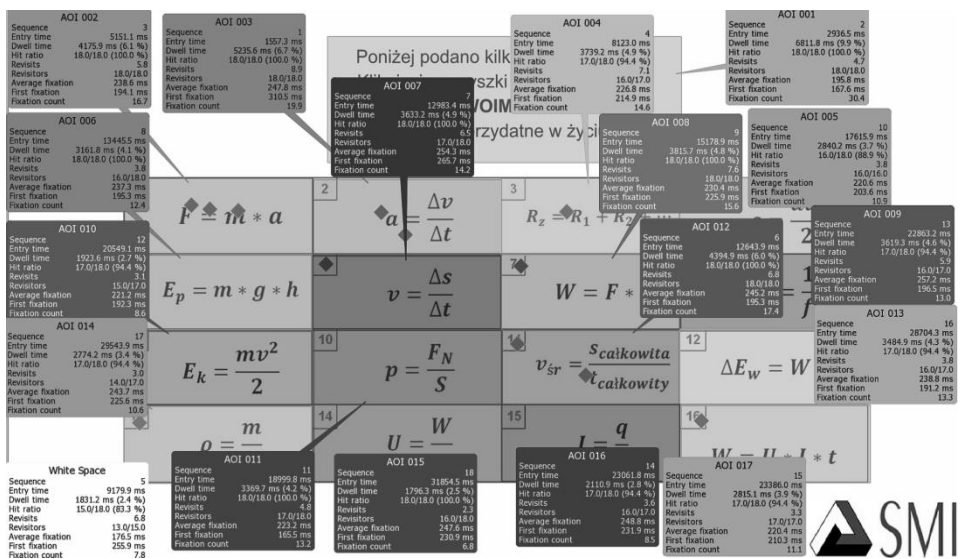 AOI 002
Sequence 3
Entry time 5151.1 ms
Dwell time 4175.9 ms (6.1 %)
Hit ratio 18.0/18.0 (100.0 %)
Revisits 5.8
Revisitors 18.0/18.0
Average fixation 238.6 ms
First fixation 194.1 ms
Fixation count 16.7
AOI 003
Sequence 1
Entry time 1557.3 ms
Dwell time 5235.6 ms (6.7 %)
Hit ratio 18.0/18.0 (100.0 %)
Revisits 8.9
Revisitors 18.0/18.0
Average fixation 247.8 ms
First fixation 310.5 ms
Fixation count 19.9
AOI 004
Sequence 4
Entry time 8123.0 ms
Dwell time 3739.2 ms (4.9 %)
Hit ratio 17.0/18.0 (94.4 %)
Revisits 7.1
Revisitors 16.0/17.0
Average fixation 226.8 ms
First fixation 214.9 ms
Fixation count 14.6
AOI 001
Sequence 2
Entry time 2936.5 ms
Dwell time 6811.8 ms (9.9 %)
Hit ratio 18.0/18.0 (100.0 %)
Revisits 4.7
Revisitors 18.0/18.0
Average fixation 195.8 ms
First fixation 167.6 ms
Fixation count 30.4
Poniżej podano kilk
yszki
WOIM
rzydatne w życi
AOI 007
Sequence 7
Entry time 12983.4 ms
Dwell time 3633.2 ms (4.9 %)
Hit ratio 18.0/18.0 (100.0 %)
Revisits 6.5
Revisitors 17.0/18.0
Average fixation 254.3 ms
First fixation 265.7 ms
Fixation count 14.2
AOI 006
Sequence 8
Entry time 13445.5 ms
Dwell time 3161.8 ms (4.1 %)
Hit ratio 18.0/18.0 (100.0 %)
Revisits 3.8
Revisitors 16.0/18.0
Average fixation 237.3 ms
First fixation 195.3 ms
Fixation count 12.4
AOI 008
Sequence 9
Entry time 15178.9 ms
Dwell time 3815.7 ms (4.8 %)
Hit ratio 18.0/18.0 (100.0 %)
Revisits 7.6
Revisitors 18.0/18.0
Average fixation 230.4 ms
First fixation 225.9 ms
Fixation count 15.6
AOI 005
Sequence 10
Entry time 17615.9 ms
Dwell time 2840.2 ms (3.7 %)
Hit ratio 16.0/18.0 (88.9 %)
Revisits 3.8
Revisitors 16.0/16.0
Average fixation 220.6 ms
First fixation 203.6 ms
Fixation count 10.9
F = m * a
2
a = Δv / Δt
3
R_z = R_1 + R_2 +
2
AOI 010
Sequence 12
Entry time 20549.1 ms
Dwell time 1923.6 ms (2.7 %)
Hit ratio 17.0/18.0 (94.4 %)
Revisits 3.1
Revisitors 15.0/17.0
Average fixation 221.2 ms
First fixation 192.3 ms
Fixation count 8.6
AOI 012
Sequence 6
Entry time 12643.9 ms
Dwell time 4394.9 ms (6.0 %)
Hit ratio 18.0/18.0 (100.0 %)
Revisits 6.8
Revisitors 18.0/18.0
Average fixation 245.2 ms
First fixation 195.3 ms
Fixation count 17.4
AOI 009
Sequence 13
Entry time 22863.2 ms
Dwell time 3619.3 ms (4.6 %)
Hit ratio 17.0/18.0 (94.4 %)
Revisits 5.9
Revisitors 16.0/17.0
Average fixation 257.2 ms
First fixation 196.5 ms
Fixation count 13.0
E_p = m * g * h
v = Δs / Δt
7
W = F *
= 1 / f
AOI 014
Sequence 17
Entry time 29543.9 ms
Dwell time 2774.2 ms (3.4 %)
Hit ratio 17.0/18.0 (94.4 %)
Revisits 3.0
Revisitors 14.0/17.0
Average fixation 243.7 ms
First fixation 225.6 ms
Fixation count 10.6
AOI 013
Sequence 16
Entry time 28704.3 ms
Dwell time 3484.9 ms (4.3 %)
Hit ratio 17.0/18.0 (94.4 %)
Revisits 3.8
Revisitors 16.0/17.0
Average fixation 238.8 ms
First fixation 191.2 ms
Fixation count 13.3
E_k = mv² / 2
10
p = F_N / S
v_śr = s_całkowita / t_całkowity
12
ΔE_w = W
ρ = m
14
U = W
15
I = q
16
W = U * I * t
White Space
Sequence 5
Entry time 9179.9 ms
Dwell time 1831.2 ms (2.4 %)
Hit ratio 15.0/18.0 (83.3 %)
Revisits 6.8
Revisitors 13.0/15.0
Average fixation 176.5 ms
First fixation 255.9 ms
Fixation count 7.8
AOI 011
Sequence 11
Entry time 18999.8 ms
Dwell time 3369.7 ms (4.2 %)
Hit ratio 18.0/18.0 (100.0 %)
Revisits 4.8
Revisitors 17.0/18.0
Average fixation 223.2 ms
First fixation 165.5 ms
Fixation count 13.2
AOI 015
Sequence 18
Entry time 31854.5 ms
Dwell time 1796.3 ms (2.5 %)
Hit ratio 18.0/18.0 (100.0 %)
Revisits 2.3
Revisitors 16.0/18.0
Average fixation 247.6 ms
First fixation 230.9 ms
Fixation count 6.8
AOI 016
Sequence 14
Entry time 23061.8 ms
Dwell time 2110.9 ms (2.8 %)
Hit ratio 17.0/18.0 (94.4 %)
Revisits 3.6
Revisitors 16.0/17.0
Average fixation 248.8 ms
First fixation 231.9 ms
Fixation count 8.5
AOI 017
Sequence 15
Entry time 23386.0 ms
Dwell time 2815.1 ms (3.9 %)
Hit ratio 17.0/18.0 (94.4 %)
Revisits 3.3
Revisitors 17.0/17.0
Average fixation 220.4 ms
First fixation 210.3 ms
Fixation count 11.1
SMI